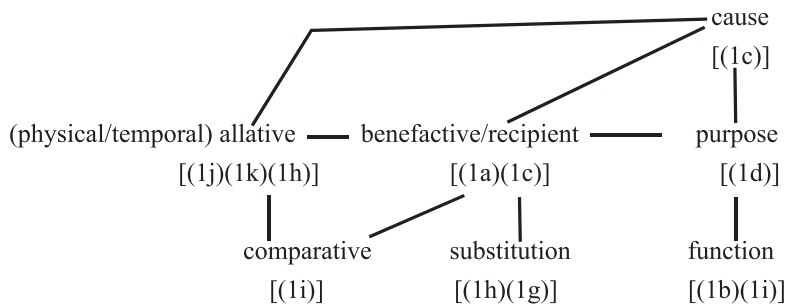 cause
[(1c)]
(physical/temporal) allative benefactive/recipient purpose
[(1j)(1k)(1h)] [(1a)(1c)] [(1d)]
comparative substitution function
[(1i)] [(1h)(1g)] [(1b)(1i)]